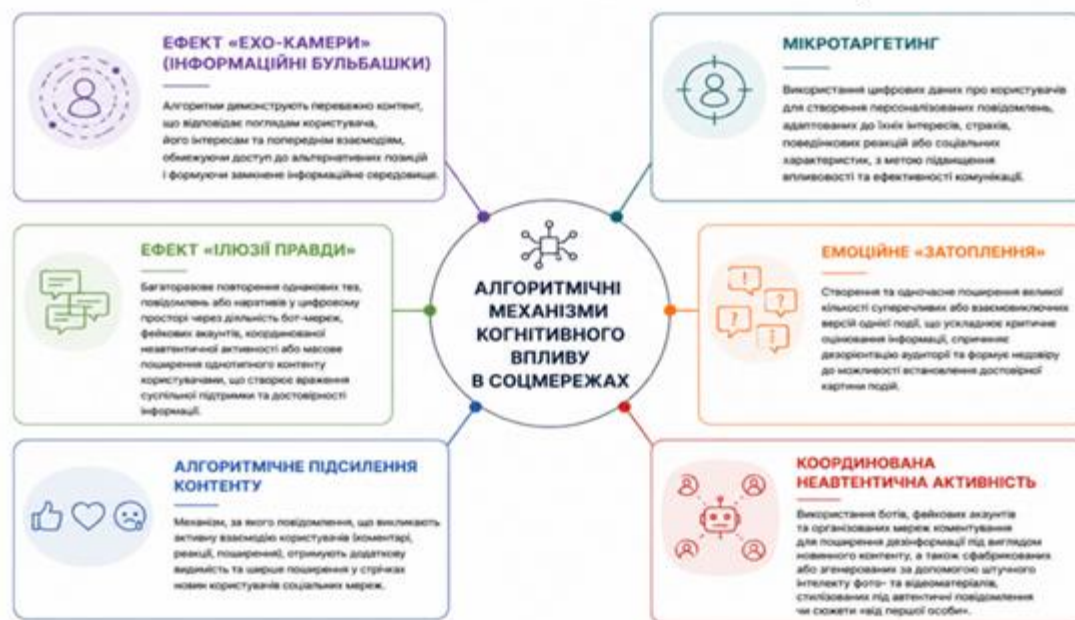 ЕФЕКТ «ЕХО-КАМЕРИ»
(ІНФОРМАЦІЙНІ БУЛЬБАШКИ)
Алгоритми демонструють переважно контент,
що відповідає поглядам користувача,
його інтересам та попереднім взаємодіям,
обмежуючи доступ до альтернативних позицій
і формуючи замкнене інформаційне середовище.
МІКРОТАРГЕТИНГ
Використання цифрових даних про користувачів
для створення персоналізованих повідомлень,
адаптованих до їхніх інтересів, страхів,
поведінкових реакцій або соціальних
характеристик, з метою підвищення
впливовості та ефективності комунікації.
ЕФЕКТ «ІЛЮЗІЇ ПРАВДИ»
Багаторазове повторення однакових тез,
повідомлень або наративів у цифровому
просторі через діяльність бот-мереж,
фейкових акаунтів, координованої
неавтентичної активності або масове
поширення однотипного контенту
користувачами, що створює враження
суспільної підтримки та достовірності
інформації.
АЛГОРИТМІЧНІ
МЕХАНІЗМИ
КОГНІТИВНОГО
ВПЛИВУ
В СОЦМЕРЕЖАХ
ЕМОЦІЙНЕ «ЗАТОПЛЕННЯ»
Створення та одночасне поширення великої
кількості суперечливих або взаємовиключних
версій однієї події, що ускладнює критичне
оцінювання інформації, спричиняє
дезорієнтацію аудиторії та формує недовіру
до можливості встановлення достовірної
картини подій.
АЛГОРИТМІЧНЕ ПІДСИЛЕННЯ
КОНТЕНТУ
Механізм, за якого повідомлення, що викликають
активну взаємодію користувачів (коментарі,
реакції, поширення), отримують додаткову
видимість та ширше поширення у стрічках
новин користувачів соціальних мереж.
КООРДИНОВАНА
НЕАВТЕНТИЧНА АКТИВНІСТЬ
Використання ботів, фейкових акаунтів
та організованих мереж коментування
для поширення дезінформації під виглядом
новинного контенту, а також сфабрикованих
або згенерованих за допомогою штучного
інтелекту фото- та відеоматеріалів,
стилізованих під автентичні повідомлення
чи сюжети «від першої особи».